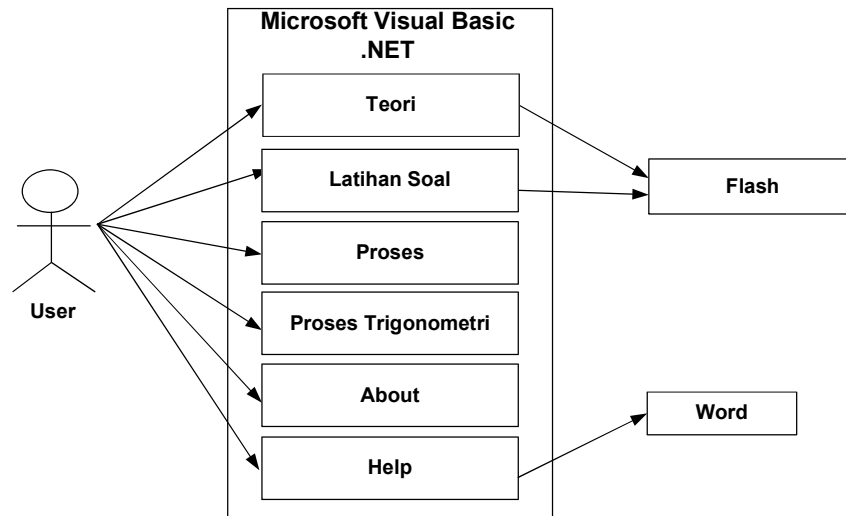 Microsoft Visual Basic
.NET
Teori
Latihan Soal
Flash
Proses
User
Proses Trigonometri
About
Word
Help